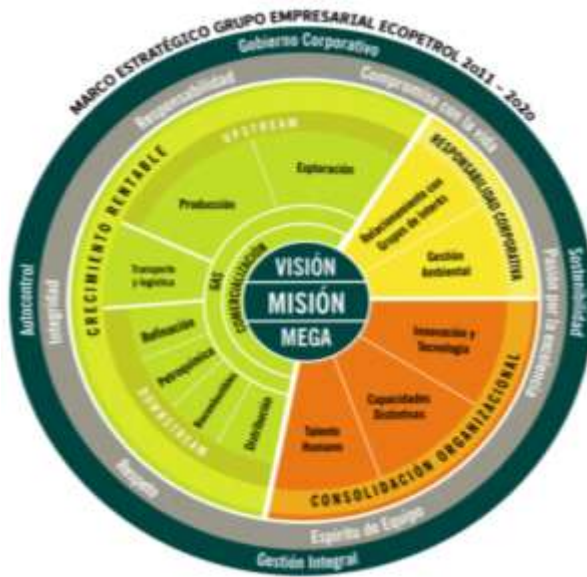 MARCO ESTRATÉGICO GRUPO EMPRESARIAL ECOPETROL 2011 - 2020
Gobierno Corporativo
Responsabilidad
Compromiso con la vida
UPSTREAM
Exploración
Producción
CRECIMIENTO RENTABLE
RESPONSABILIDAD CORPORATIVA
Relacionamiento con
Grupos de Interés
Gestión
Ambiental
Transporte
y logística
GAS
COMERCIALIZACIÓN
VISIÓN
MISIÓN
MEGA
Autocontrol
Integridad
Sostenibilidad
Pasión por la excelencia
Refinación
Petroquímica
Biocombustibles
Distribución
DOWNSTREAM
Innovación y
Tecnología
Capacidades
Distintivas
Talento
Humano
CONSOLIDACIÓN ORGANIZACIONAL
Respeto
Espíritu de Equipo
Gestión Integral